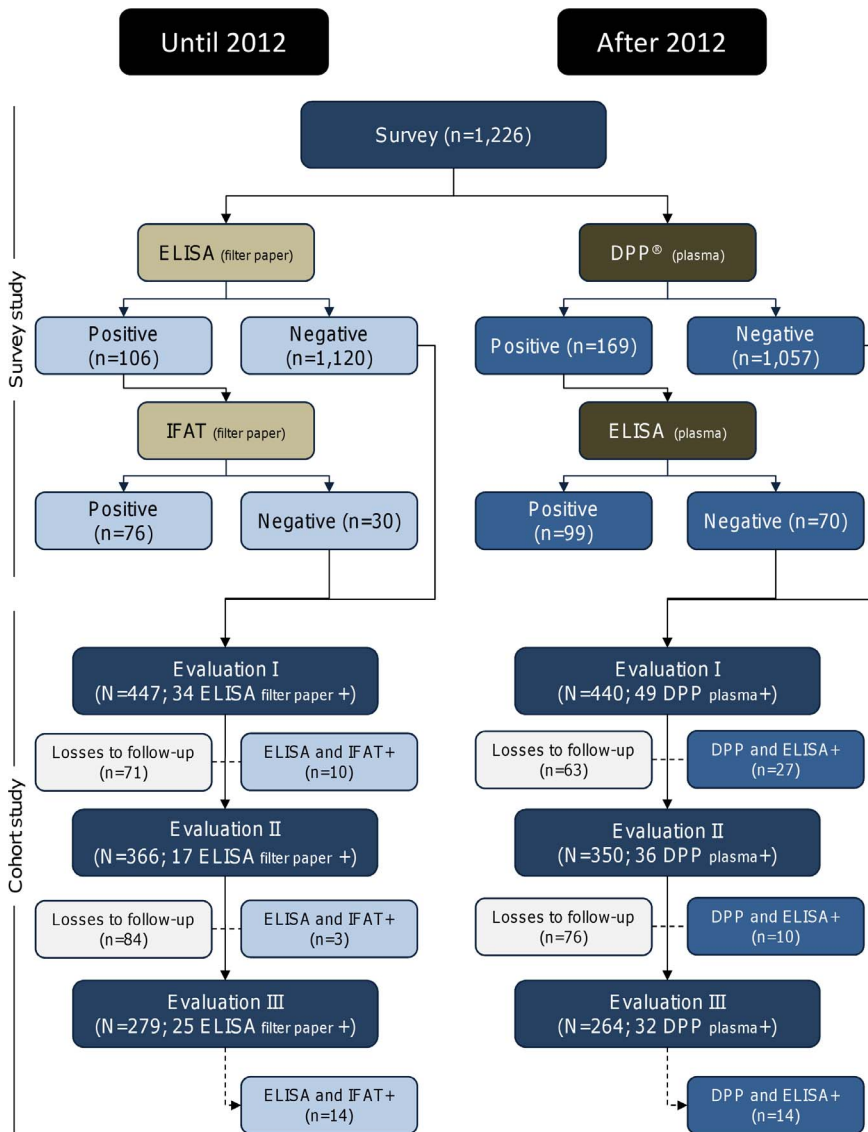 Until 2012
After 2012
Survey study
Survey (n=1,226)
ELISA (filter paper)
DPP® (plasma)
Positive
(n=106)
Negative
(n=1,120)
Positive (n=169)
Negative
(n=1,057)
IFAT (filter paper)
ELISA (plasma)
Positive
(n=76)
Negative (n=30)
Positive
(n=99)
Negative (n=70)
Cohort study
Evaluation I
(N=447; 34 ELISA filter paper +)
Evaluation I
(N=440; 49 DPP plasma+)
Losses to follow-up
(n=71)
ELISA and IFAT+
(n=10)
Losses to follow-up
(n=63)
DPP and ELISA+
(n=27)
Evaluation II
(N=366; 17 ELISA filter paper +)
Evaluation II
(N=350; 36 DPP plasma+)
Losses to follow-up
(n=84)
ELISA and IFAT+
(n=3)
Losses to follow-up
(n=76)
DPP and ELISA+
(n=10)
Evaluation III
(N=279; 25 ELISA filter paper +)
Evaluation III
(N=264; 32 DPP plasma+)
ELISA and IFAT+
(n=14)
DPP and ELISA+
(n=14)